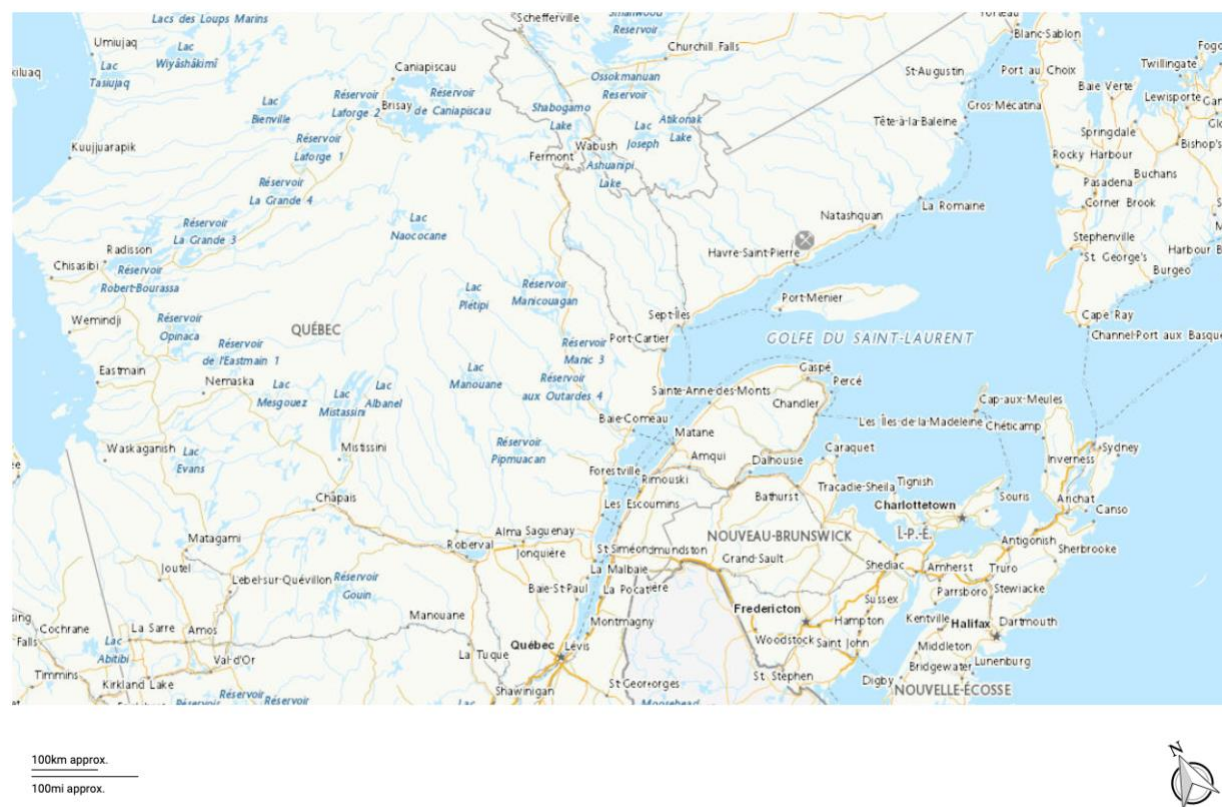 Lacs des Loups Marins
Schefferville
Smallwood
Reservoir
Forteau
Blanc-Sablon
Umiujaq
Lac
Wiyâshâkimî
Churchill Falls
Fogo
Twillingate
Lac
Tasiujaq
Caniapiscau
Ossokmanuan
Reservoir
St-Augustin
Port au Choix
Baie Verte
Lewisporte
Réservoir
Laforge 2
Brisay
Réservoir
de Caniapiscau
Lac
Bienville
Shabogamo
Lake
Lac
Joseph
Atikonak
Lake
Gros-Mécatina
Tête-à-la-Baleine
Springdale
Bishop's
Kuujjuarapik
Réservoir
Laforge 1
Fermont
Wabush
Ashuanipi
Lake
Rocky Harbour
Buchans
Pasadena
Réservoir
La Grande 4
Corner Brook
La Romaine
Natashquan
Lac
Naococane
Réservoir
La Grande 3
Havre-Saint-Pierre
Stephenville
St. George's
Harbour B
Radisson
Chisasibi
Réservoir
Robert-Bourassa
Burgeo
Lac
Plétipi
Réservoir
Manicouagan
Port-Menier
Cape Ray
Channel-Port aux Basque
Wemindji
Réservoir
Opinaca
QUÉBEC
Sept-Îles
Port-Cartier
GOLFE DU SAINT-LAURENT
Réservoir
de l'Eastmain 1
Réservoir
Manic 3
Eastmain
Nemaska
Lac
Mesgouez
Lac
Mistassini
Lac
Albanel
Lac
Manouane
Réservoir
aux Outardes 4
Gaspé
Percé
Sainte-Anne-des-Monts
Chandler
Cap-aux-Meules
Les Îles-de-la-Madeleine
Chéticamp
Baie-Comeau
Matane
Waskaganish
Lac
Evans
Mistissini
Réservoir
Pipmuacan
Amqui
Dalhousie
Caraquet
Inverness
Sydney
Forestville
Rimouski
Tracadie-Sheila
Tignish
Chapais
Les Escoumins
Bathurst
Charlottetown
Souris
Arichat
Canso
Matagami
Alma
Saguenay
Roberval
Jonquière
NOUVEAU-BRUNSWICK
Î.-P.-É.
Antigonish
Sherbrooke
St-Siméon
dmundston
Grand-Sault
Joutel
Lebel-sur-Quévillon
Réservoir
Gouin
La Malbaie
Shediac
Amherst
Truro
Baie-St-Paul
La Pocatière
Parrsboro
Stewiacke
Manouane
Montmagny
Fredericton
Sussex
Hampton
Kentville
Halifax
Dartmouth
sing
Falls
Cochrane
La Sarre
Amos
Lac
Abitibi
Val-d'Or
La Tuque
Québec
Lévis
Woodstock
Saint John
Middleton
Bridgewater
Lunenburg
Timmins
Kirkland Lake
St-Georges
St. Stephen
Digby
NOUVELLE-ÉCOSSE
Réservoir
Réservoir
Réservoir
Shawinigan
Lac
Moosehead
100km approx.
100mi approx.
N